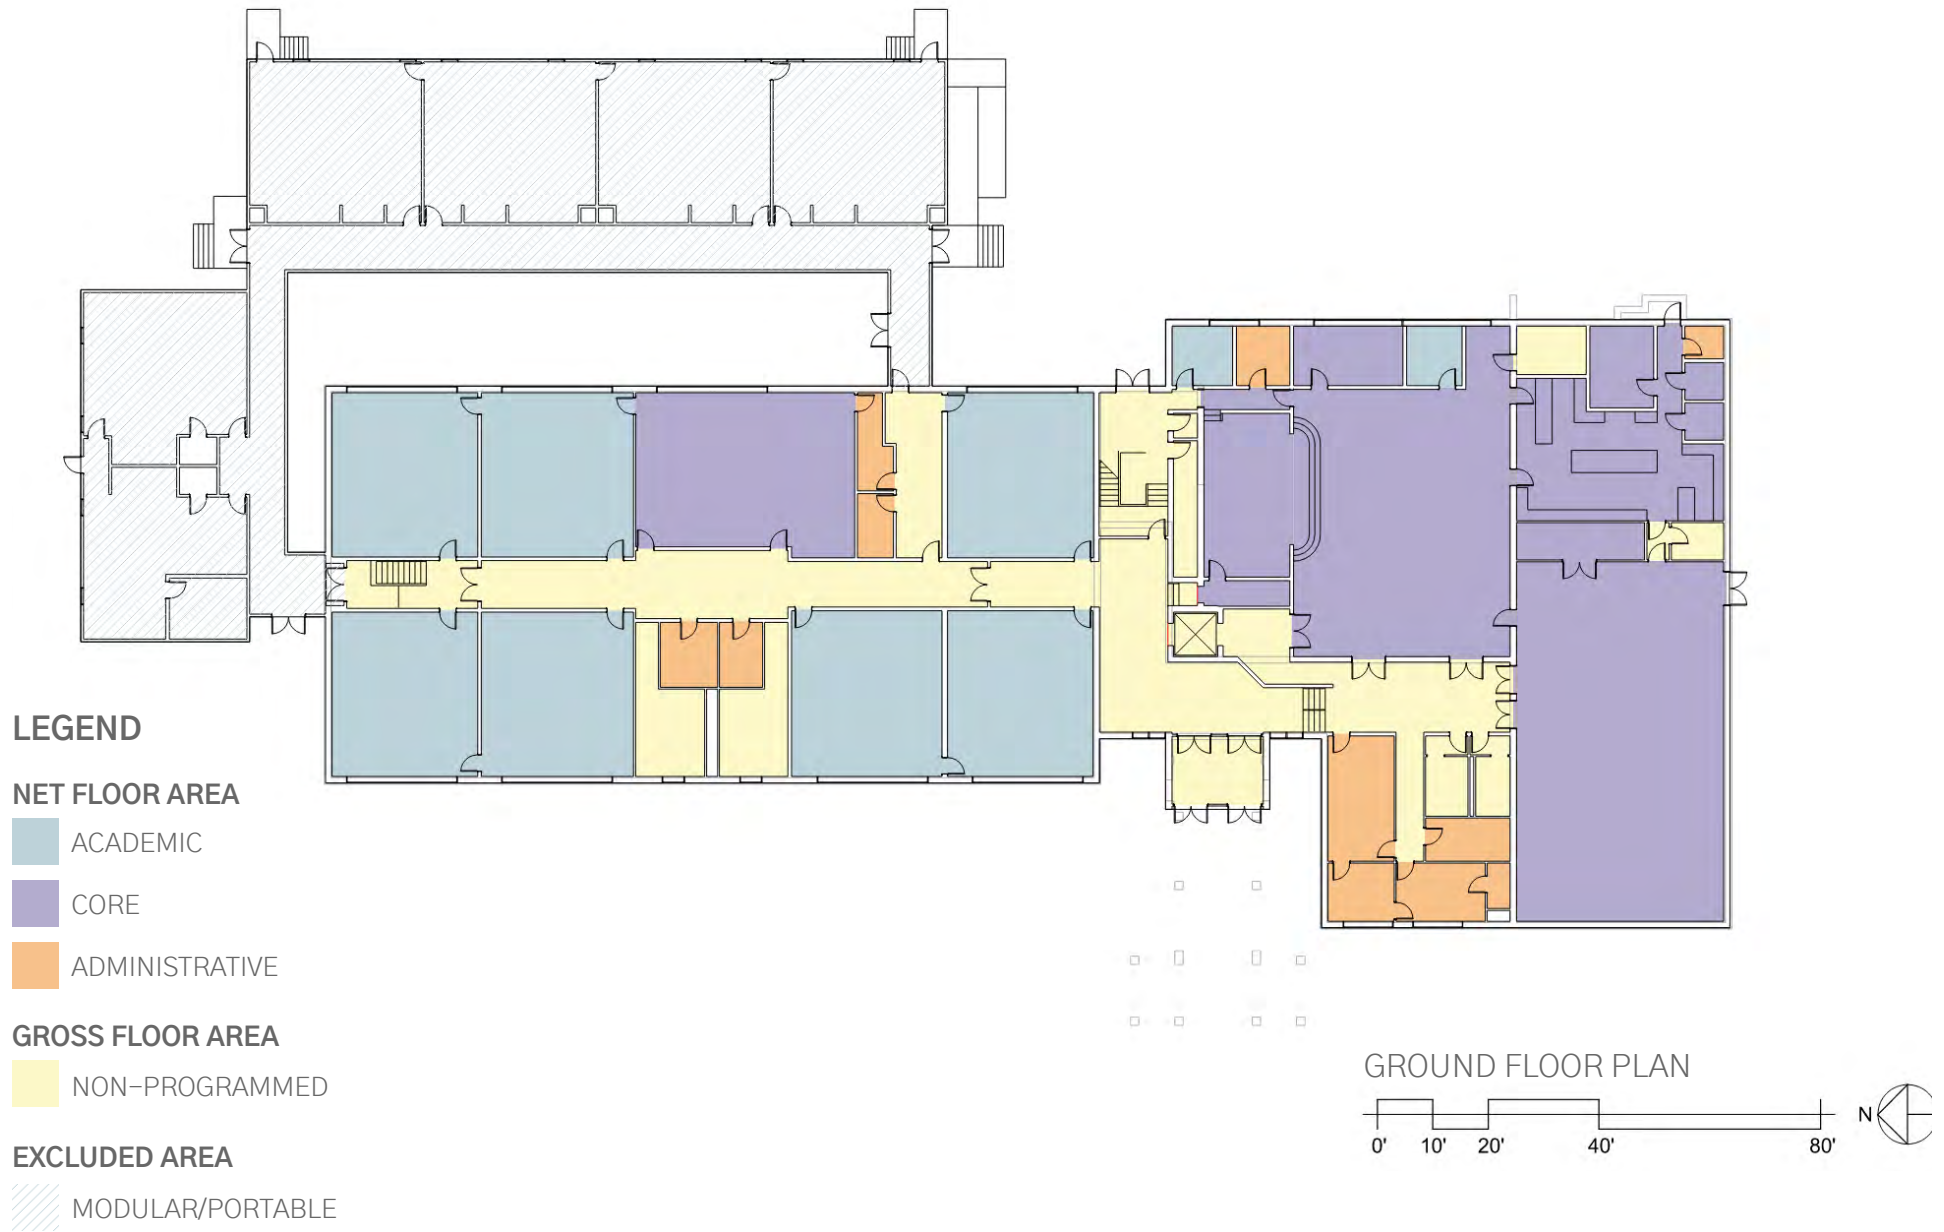 LEGEND
NET FLOOR AREA
ACADEMIC
CORE
ADMINISTRATIVE
GROSS FLOOR AREA
NON-PROGRAMMED
EXCLUDED AREA
MODULAR/PORTABLE
GROUND FLOOR PLAN
0' 10' 20' 40' 80'
N